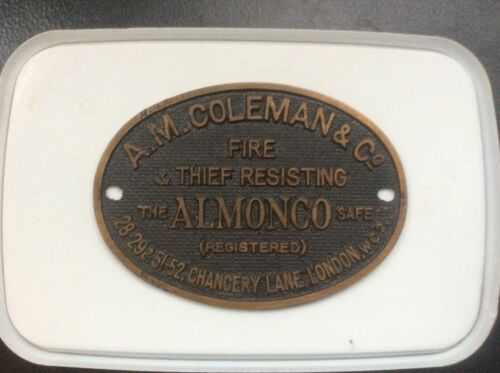 A.M. COLEMAN & Co
FIRE
& THIEF RESISTING
"THE ALMONCO SAFE"
(REGISTERED)
28-29 & 51-52, CHANCERY LANE, LONDON, W.C.2.